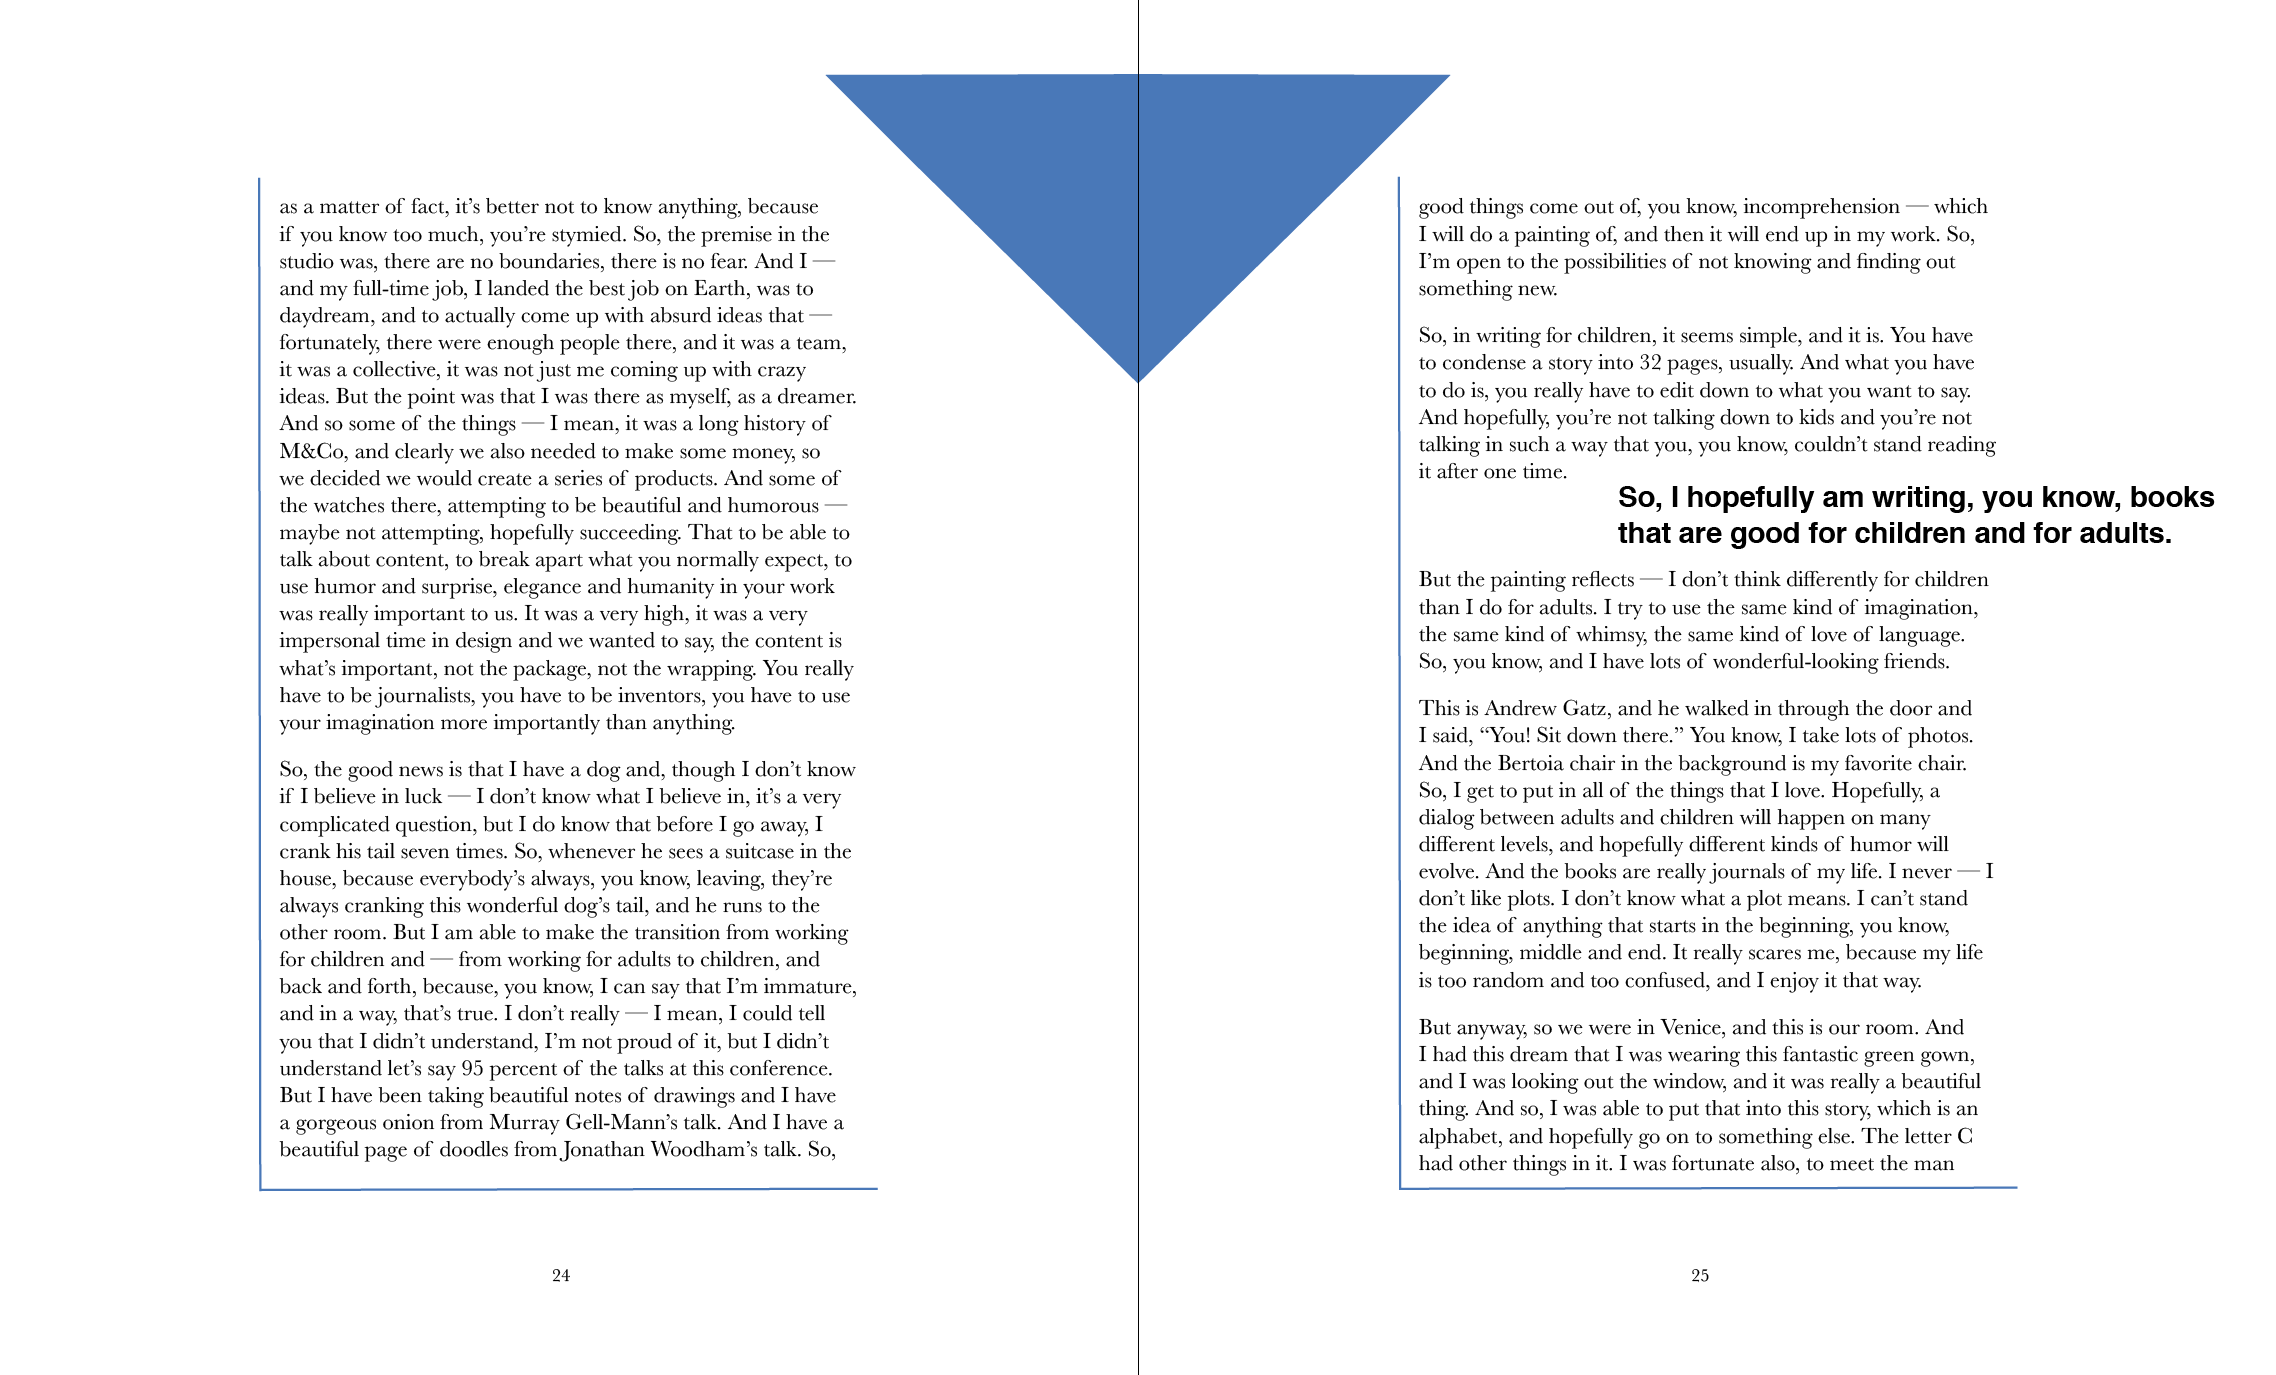 as a matter of fact, it's better not to know anything, because
if you know too much, you're stymied. So, the premise in the
studio was, there are no boundaries, there is no fear. And I —
and my full-time job, I landed the best job on Earth, was to
daydream, and to actually come up with absurd ideas that —
fortunately, there were enough people there, and it was a team,
it was a collective, it was not just me coming up with crazy
ideas. But the point was that I was there as myself, as a dreamer.
And so some of the things — I mean, it was a long history of
M&Co, and clearly we also needed to make some money, so
we decided we would create a series of products. And some of
the watches there, attempting to be beautiful and humorous —
maybe not attempting, hopefully succeeding. That to be able to
talk about content, to break apart what you normally expect, to
use humor and surprise, elegance and humanity in your work
was really important to us. It was a very high, it was a very
impersonal time in design and we wanted to say, the content is
what's important, not the package, not the wrapping. You really
have to be journalists, you have to be inventors, you have to use
your imagination more importantly than anything.
So, the good news is that I have a dog and, though I don't know
if I believe in luck — I don't know what I believe in, it's a very
complicated question, but I do know that before I go away, I
crank his tail seven times. So, whenever he sees a suitcase in the
house, because everybody's always, you know, leaving, they're
always cranking this wonderful dog's tail, and he runs to the
other room. But I am able to make the transition from working
for children and — from working for adults to children, and
back and forth, because, you know, I can say that I'm immature,
and in a way, that's true. I don't really — I mean, I could tell
you that I didn't understand, I'm not proud of it, but I didn't
understand let's say 95 percent of the talks at this conference.
But I have been taking beautiful notes of drawings and I have
a gorgeous onion from Murray Gell-Mann's talk. And I have a
beautiful page of doodles from Jonathan Woodham's talk. So,
24
good things come out of, you know, incomprehension — which
I will do a painting of, and then it will end up in my work. So,
I'm open to the possibilities of not knowing and finding out
something new.
So, in writing for children, it seems simple, and it is. You have
to condense a story into 32 pages, usually. And what you have
to do is, you really have to edit down to what you want to say.
And hopefully, you're not talking down to kids and you're not
talking in such a way that you, you know, couldn't stand reading
it after one time.
So, I hopefully am writing, you know, books
that are good for children and for adults.
But the painting reflects — I don't think differently for children
than I do for adults. I try to use the same kind of imagination,
the same kind of whimsy, the same kind of love of language.
So, you know, and I have lots of wonderful-looking friends.
This is Andrew Gatz, and he walked in through the door and
I said, “You! Sit down there.” You know, I take lots of photos.
And the Bertoia chair in the background is my favorite chair.
So, I get to put in all of the things that I love. Hopefully, a
dialog between adults and children will happen on many
different levels, and hopefully different kinds of humor will
evolve. And the books are really journals of my life. I never — I
don't like plots. I don't know what a plot means. I can't stand
the idea of anything that starts in the beginning, you know,
beginning, middle and end. It really scares me, because my life
is too random and too confused, and I enjoy it that way.
But anyway, so we were in Venice, and this is our room. And
I had this dream that I was wearing this fantastic green gown,
and I was looking out the window, and it was really a beautiful
thing. And so, I was able to put that into this story, which is an
alphabet, and hopefully go on to something else. The letter C
had other things in it. I was fortunate also, to meet the man
25